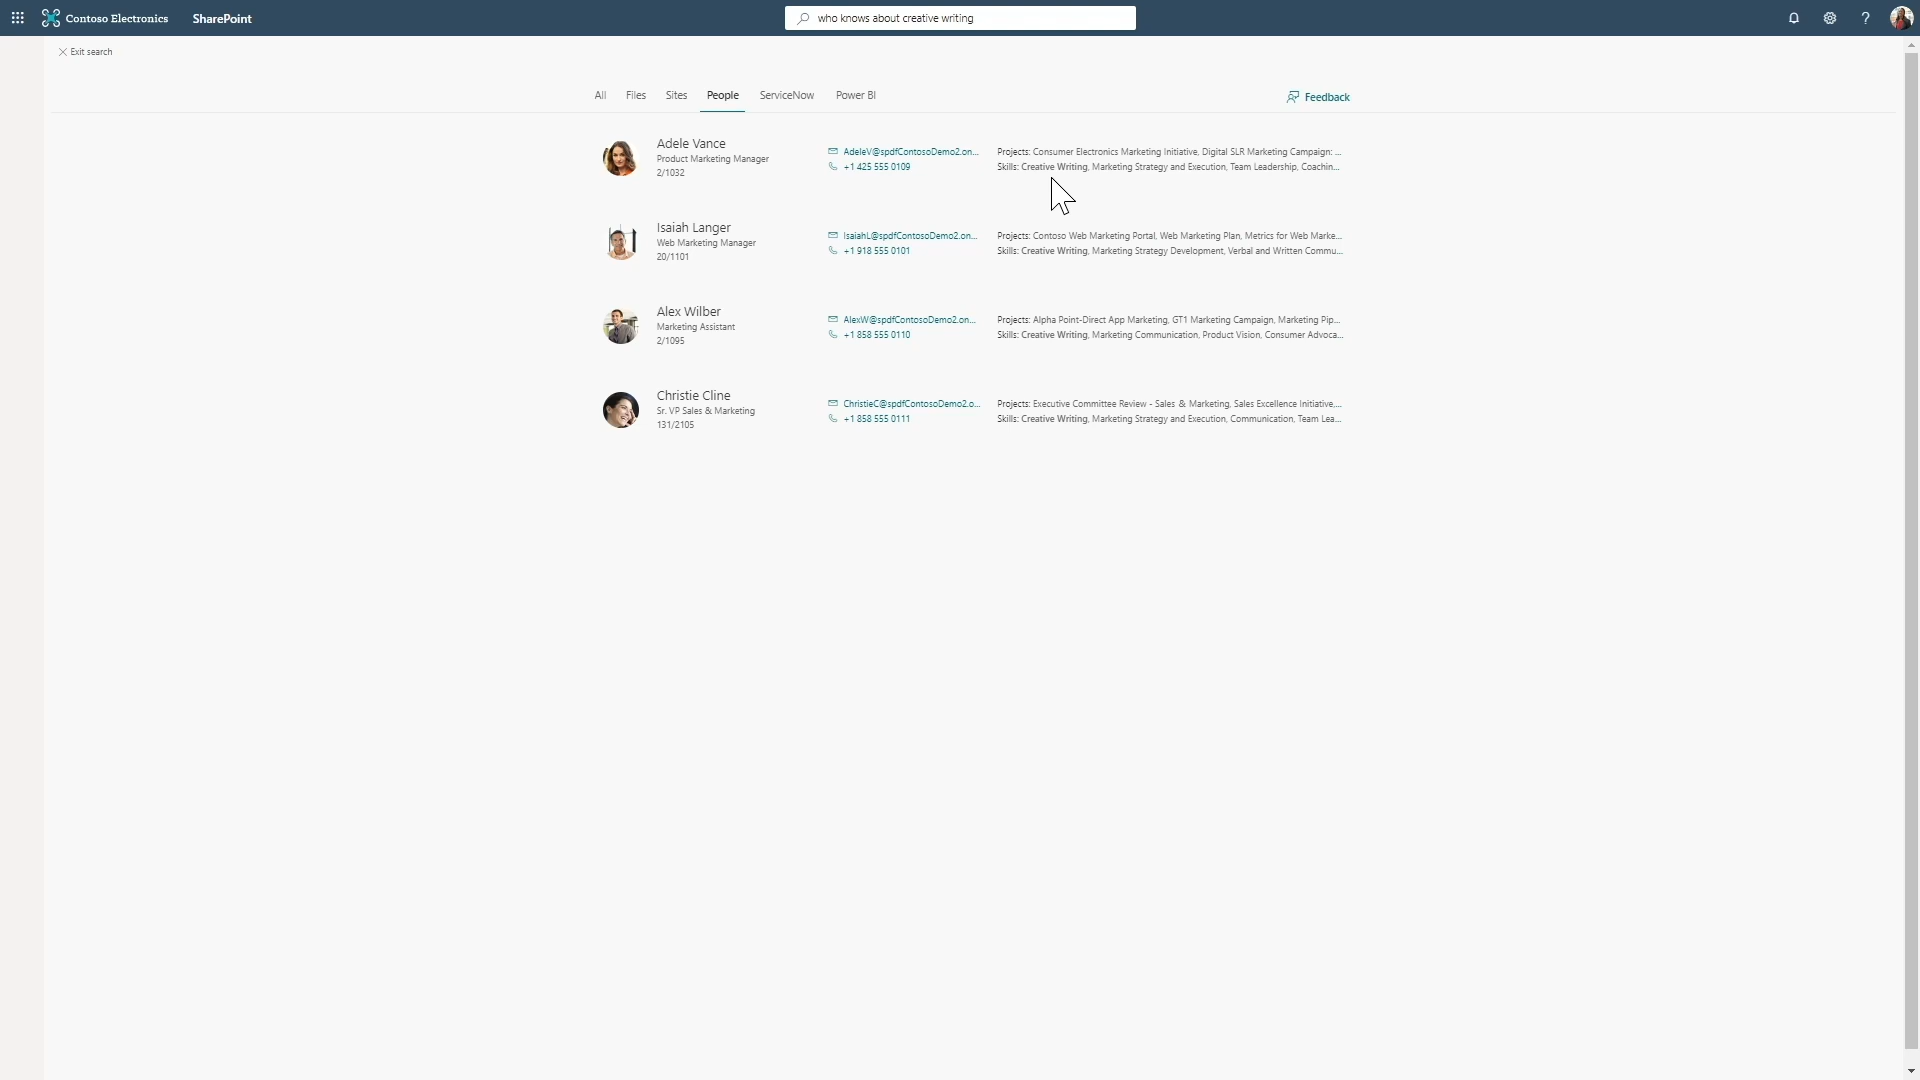 Contoso Electronics SharePoint who knows about creative writing ?
Exit search
All Files Sites People ServiceNow Power BI Feedback
Adele Vance
Product Marketing Manager
2/1032
AdeleV@spdfContosoDemo2.on...
+1 425 555 0109
Projects: Consumer Electronics Marketing Initiative, Digital SLR Marketing Campaign: ...
Skills: Creative Writing, Marketing Strategy and Execution, Team Leadership, Coachin...
Isaiah Langer
Web Marketing Manager
20/1101
IsaiahL@spdfContosoDemo2.on...
+1 918 555 0101
Projects: Contoso Web Marketing Portal, Web Marketing Plan, Metrics for Web Marke...
Skills: Creative Writing, Marketing Strategy Development, Verbal and Written Commu...
Alex Wilber
Marketing Assistant
2/1095
AlexW@spdfContosoDemo2.on...
+1 858 555 0110
Projects: Alpha Point-Direct App Marketing, GT1 Marketing Campaign, Marketing Pip...
Skills: Creative Writing, Marketing Communication, Product Vision, Consumer Advoca...
Christie Cline
Sr. VP Sales & Marketing
131/2105
ChristieC@spdfContosoDemo2.o...
+1 858 555 0111
Projects: Executive Committee Review - Sales & Marketing, Sales Excellence Initiative,...
Skills: Creative Writing, Marketing Strategy and Execution, Communication, Team Lea...